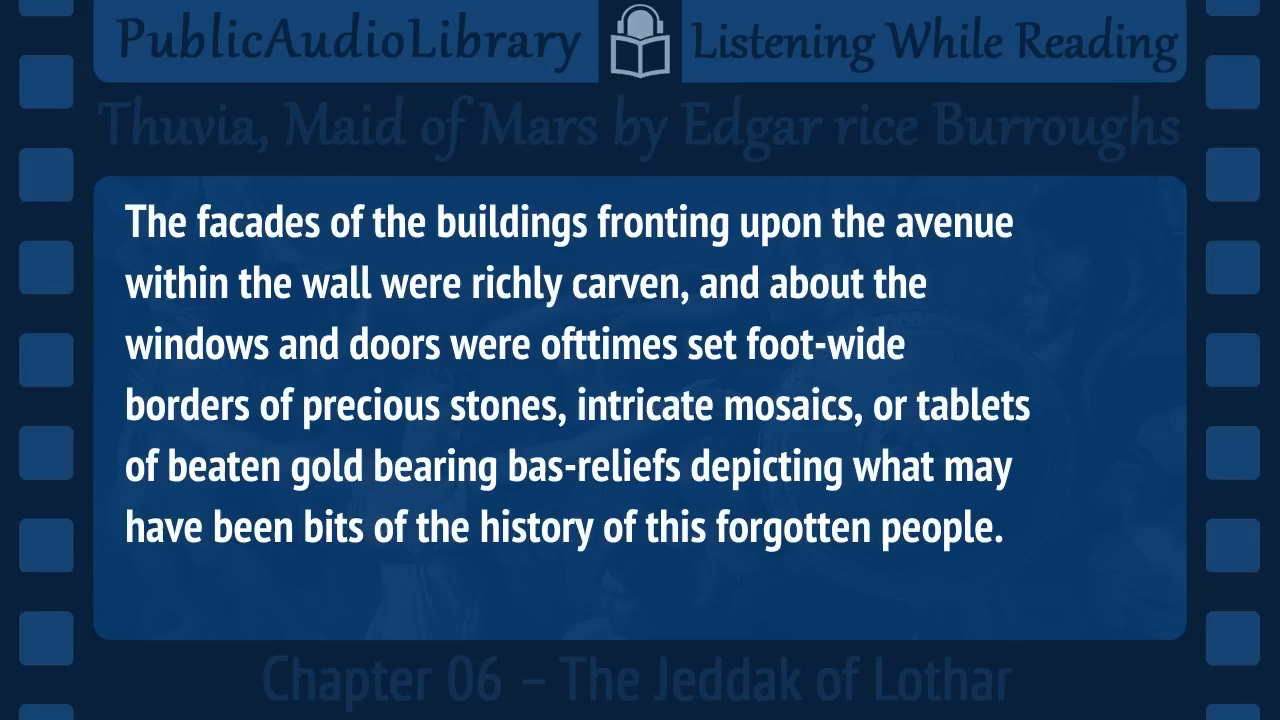 PublicAudioLibrary Listening While Reading
Thuvia, Maid of Mars by Edgar rice Burroughs
The facades of the buildings fronting upon the avenue
within the wall were richly carven, and about the
windows and doors were ofttimes set foot-wide
borders of precious stones, intricate mosaics, or tablets
of beaten gold bearing bas-reliefs depicting what may
have been bits of the history of this forgotten people.
Chapter 06 – The Jeddak of Lothar